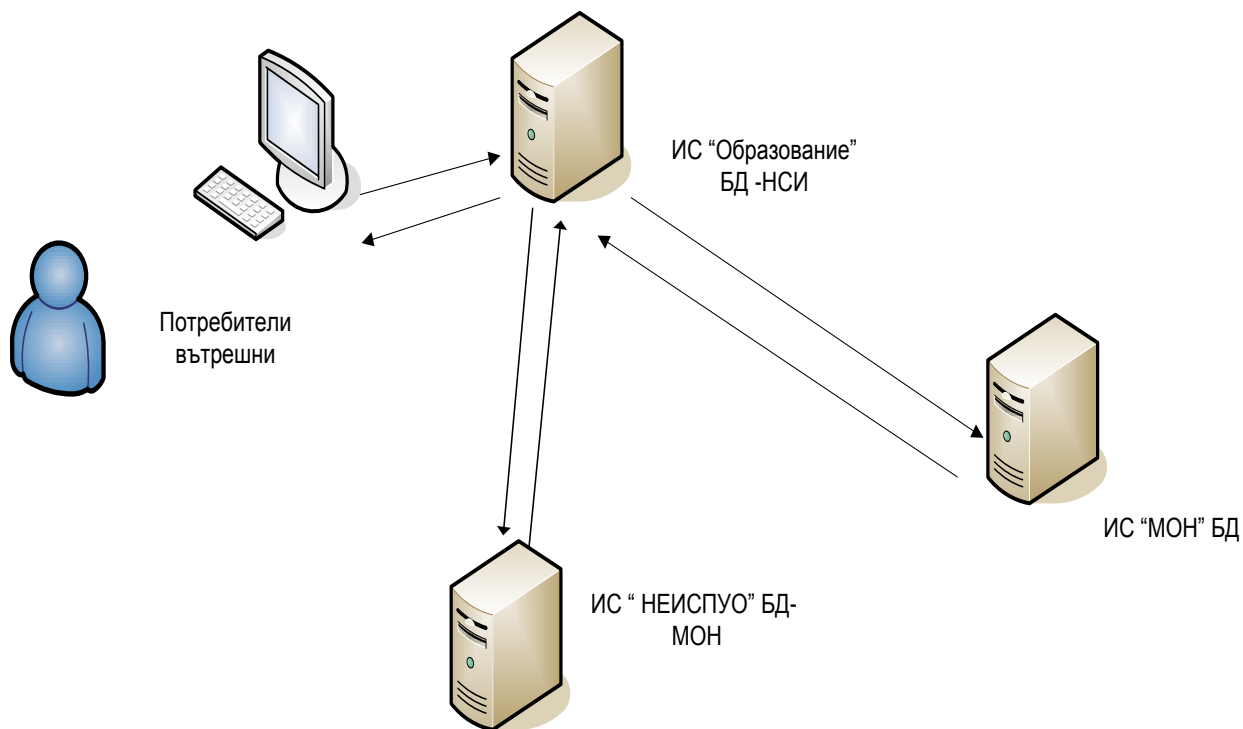 ИС “Образование”
БД -НСИ
Потребители
вътрешни
ИС “МОН” БД
ИС “ НЕИСПУО” БД-
МОН